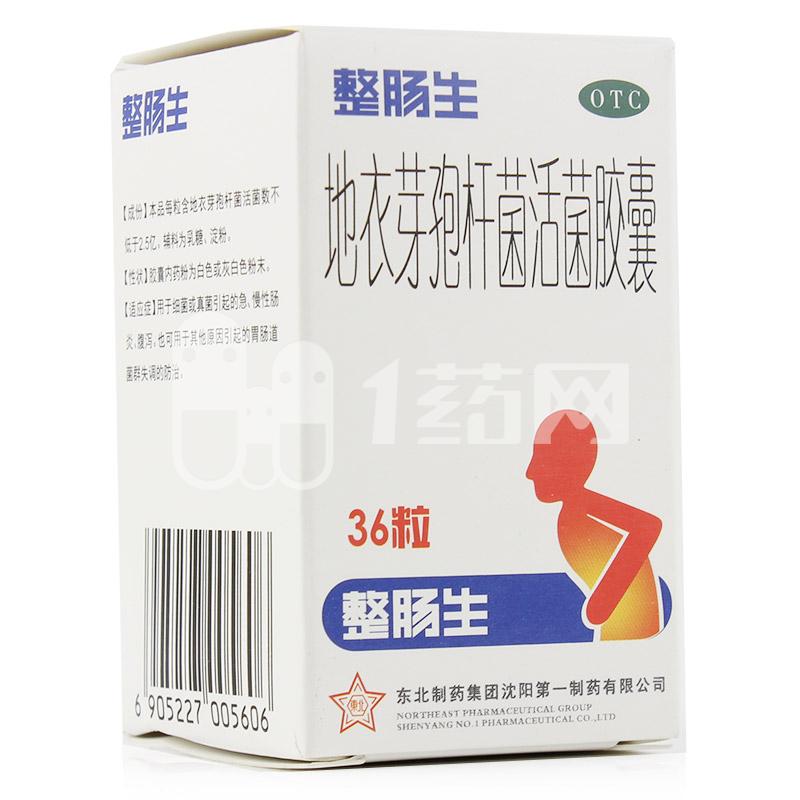 整肠生
【成份】本品每粒含地衣芽孢杆菌活菌数不
低于2.5亿，辅料为乳糖、淀粉。
【性状】胶囊内药粉为白色或灰白色粉末。
【适应症】用于细菌或真菌引起的急、慢性肠
炎、腹泻。也可用于其他原因引起的胃肠道
菌群失调的防治。
6 905227 005606
整肠生
OTC
地衣芽孢杆菌活菌胶囊
1药网
36粒
整肠生
東北
东北制药集团沈阳第一制药有限公司
NORTHEAST PHARMACEUTICAL GROUP
SHENYANG NO.1 PHARMACEUTICAL CO.,LTD